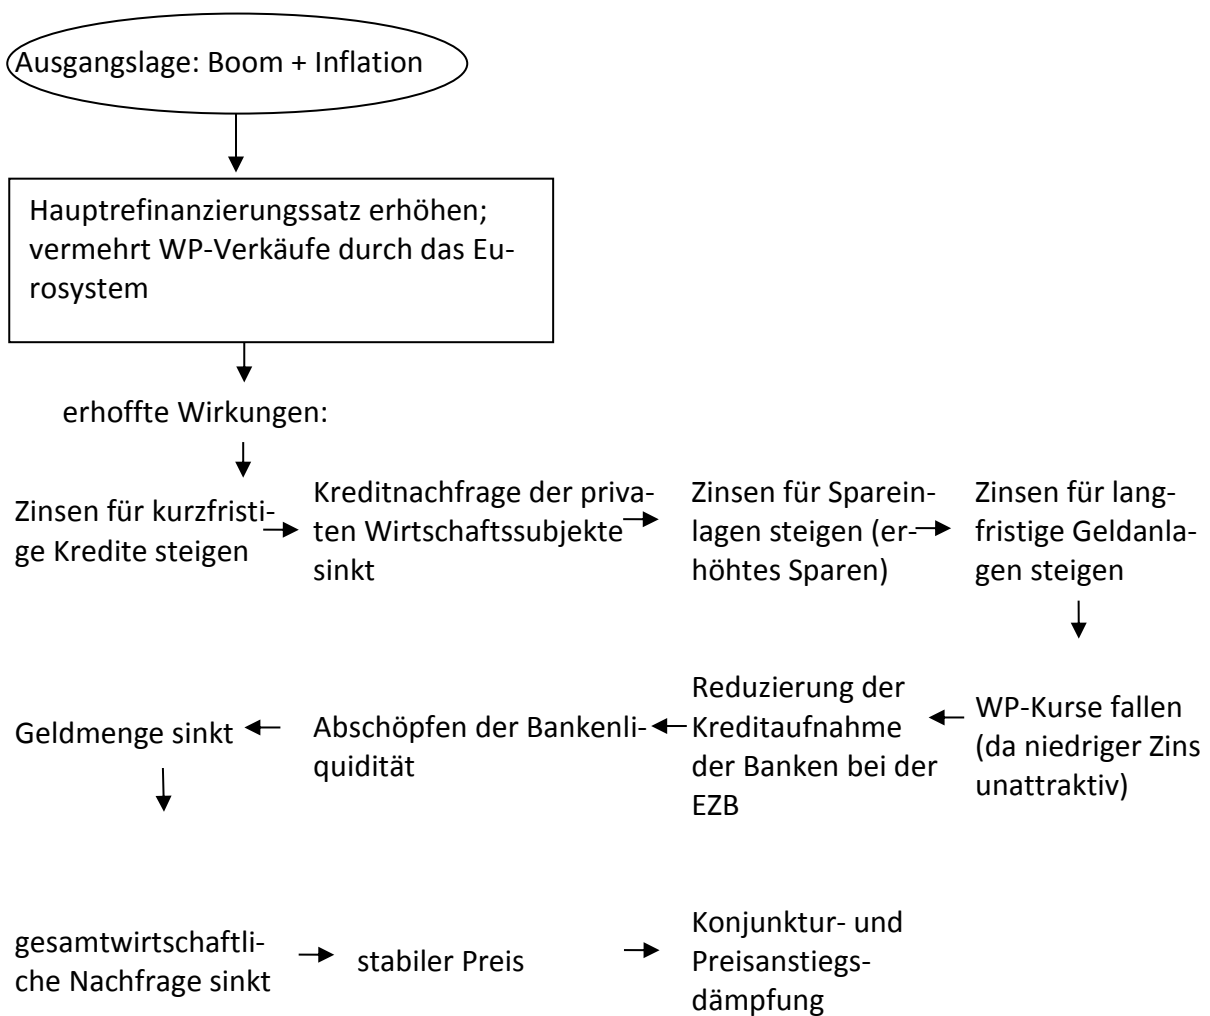 Ausgangslage: Boom + Inflation
Hauptrefinanzierungssatz erhöhen;
vermehrt WP-Verkäufe durch das Eu-
rosystem
erhoffte Wirkungen:
Zinsen für kurzfristi-
ge Kredite steigen
Kreditnachfrage der priva-
ten Wirtschaftssubjekte
sinkt
Zinsen für Sparein-
lagen steigen (er-
höhtes Sparen)
Zinsen für lang-
fristige Geldanla-
gen steigen
WP-Kurse fallen
(da niedriger Zins
unattraktiv)
Reduzierung der
Kreditaufnahme
der Banken bei der
EZB
Abschöpfen der Bankenli-
quidität
Geldmenge sinkt
gesamtwirtschaftli-
che Nachfrage sinkt
stabiler Preis
Konjunktur- und
Preisanstiegs-
dämpfung